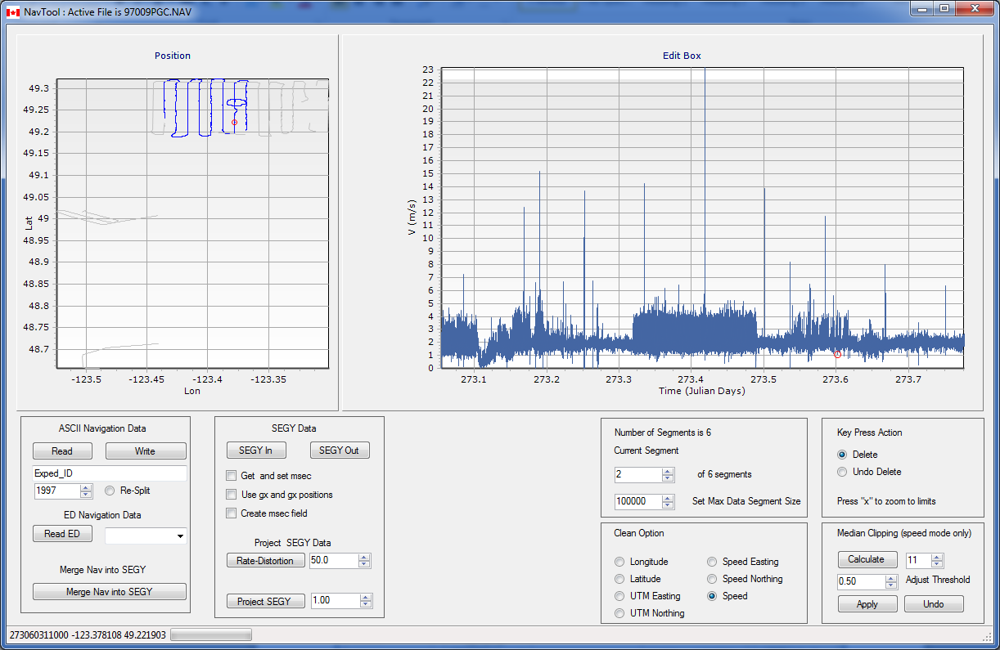 NavTool : Active File is 97009PGC.NAV
Position
49.3
49.25
49.2
49.15
49.1
49.05
49
48.95
48.9
48.85
48.8
48.75
48.7
Lat
-123.5
-123.45
-123.4
-123.35
Lon
Edit Box
23
22
21
20
19
18
17
16
15
14
13
12
11
10
9
8
7
6
5
4
3
2
1
0
V (m/s)
273.1
273.2
273.3
273.4
273.5
273.6
273.7
Time (Julian Days)
ASCII Navigation Data
Read
Write
Exped_ID
1997
Re-Split
ED Navigation Data
Read ED
Merge Nav into SEGY
Merge Nav into SEGY
SEGY Data
SEGY In
SEGY Out
Get and set msec
Use gx and gx positions
Create msec field
Project SEGY Data
Rate-Distortion
50.0
Project SEGY
1.00
Number of Segments is 6
Current Segment
2
of 6 segments
100000
Set Max Data Segment Size
Clean Option
Longitude
Latitude
UTM Easting
UTM Northing
Speed Easting
Speed Northing
Speed
Key Press Action
Delete
Undo Delete
Press "x" to zoom to limits
Median Clipping (speed mode only)
Calculate
11
0.50
Adjust Threshold
Apply
Undo
273060311000 -123.378108 49.221903